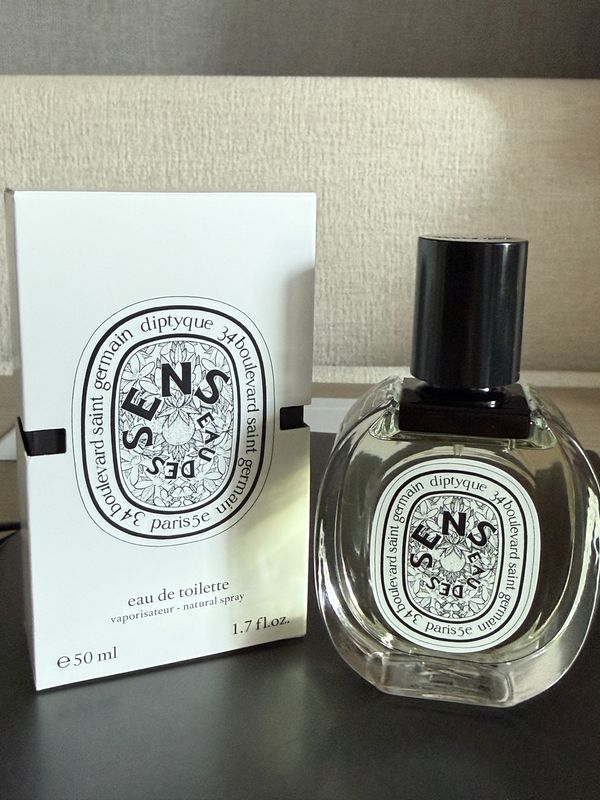 34 boulevard saint germain diptyque 34 boulevard saint germain paris 5e
SENS
EAU DES
eau de toilette
vaporisateur - natural spray
1.7 fl.oz.
e 50 ml
34 boulevard saint germain diptyque 34 boulevard saint germain paris 5e
SENS
EAU DES